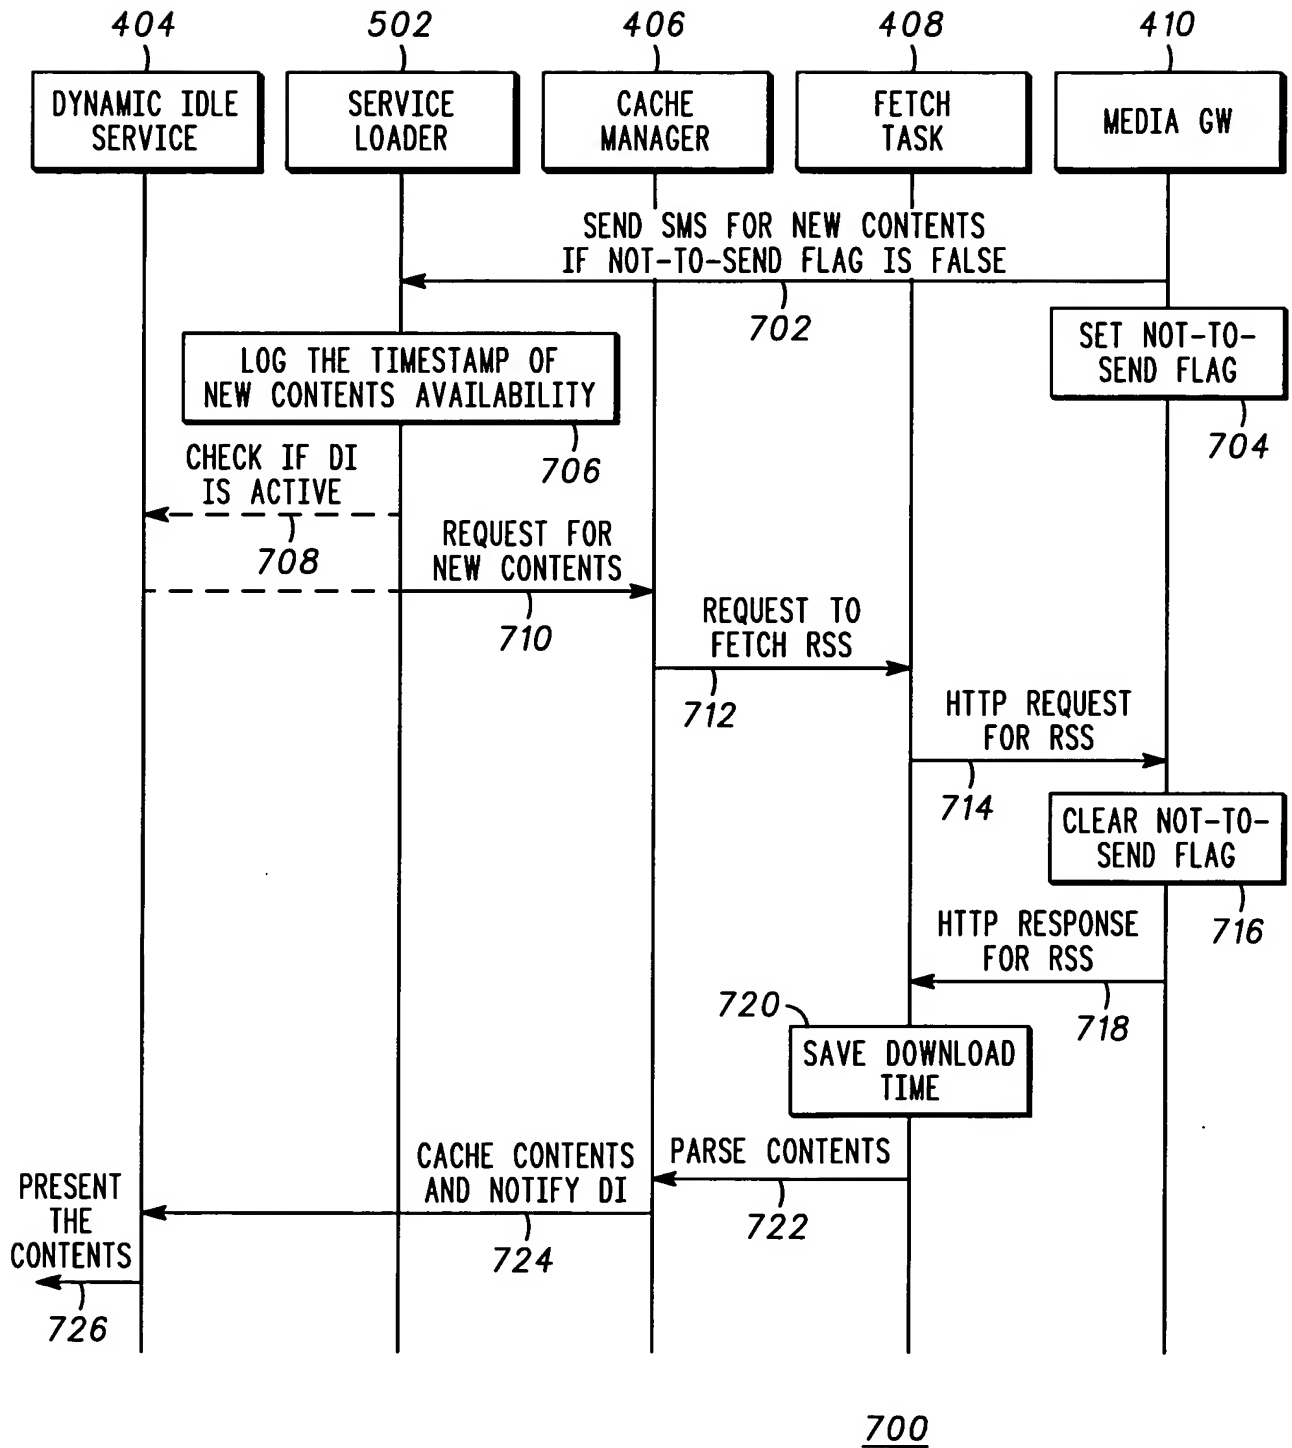 404
502
406
408
410
DYNAMIC IDLE
SERVICE
SERVICE
LOADER
CACHE
MANAGER
FETCH
TASK
MEDIA GW
SEND SMS FOR NEW CONTENTS
IF NOT-TO-SEND FLAG IS FALSE
702
SET NOT-TO-
SEND FLAG
704
LOG THE TIMESTAMP OF
NEW CONTENTS AVAILABILITY
706
CHECK IF DI
IS ACTIVE
708
REQUEST FOR
NEW CONTENTS
710
REQUEST TO
FETCH RSS
712
HTTP REQUEST
FOR RSS
714
CLEAR NOT-TO-
SEND FLAG
716
HTTP RESPONSE
FOR RSS
718
720
SAVE DOWNLOAD
TIME
PARSE CONTENTS
722
CACHE CONTENTS
AND NOTIFY DI
724
PRESENT
THE
CONTENTS
726
700